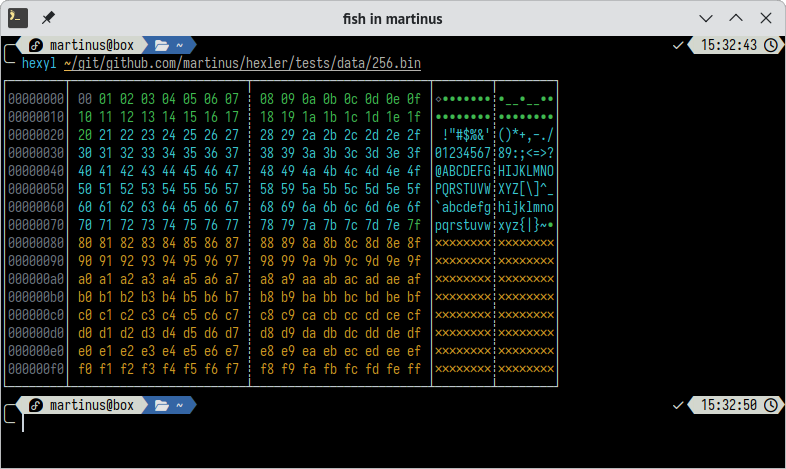 fish in martinus
martinus@box ~ 15:32:43
hexyl ~/git/github.com/martinus/hexler/tests/data/256.bin
00000000 00 01 02 03 04 05 06 07 08 09 0a 0b 0c 0d 0e 0f ⋄••••••• •__•__••
00000010 10 11 12 13 14 15 16 17 18 19 1a 1b 1c 1d 1e 1f •••••••• ••••••••
00000020 20 21 22 23 24 25 26 27 28 29 2a 2b 2c 2d 2e 2f  !"#$%&' ()*+,-./
00000030 30 31 32 33 34 35 36 37 38 39 3a 3b 3c 3d 3e 3f 01234567 89:;<=>?
00000040 40 41 42 43 44 45 46 47 48 49 4a 4b 4c 4d 4e 4f @ABCDEFG HIJKLMNO
00000050 50 51 52 53 54 55 56 57 58 59 5a 5b 5c 5d 5e 5f PQRSTUVW XYZ[\]^_
00000060 60 61 62 63 64 65 66 67 68 69 6a 6b 6c 6d 6e 6f `abcdefg hijklmno
00000070 70 71 72 73 74 75 76 77 78 79 7a 7b 7c 7d 7e 7f pqrstuvw xyz{|}~•
00000080 80 81 82 83 84 85 86 87 88 89 8a 8b 8c 8d 8e 8f ×××××××× ××××××××
00000090 90 91 92 93 94 95 96 97 98 99 9a 9b 9c 9d 9e 9f ×××××××× ××××××××
000000a0 a0 a1 a2 a3 a4 a5 a6 a7 a8 a9 aa ab ac ad ae af ×××××××× ××××××××
000000b0 b0 b1 b2 b3 b4 b5 b6 b7 b8 b9 ba bb bc bd be bf ×××××××× ××××××××
000000c0 c0 c1 c2 c3 c4 c5 c6 c7 c8 c9 ca cb cc cd ce cf ×××××××× ××××××××
000000d0 d0 d1 d2 d3 d4 d5 d6 d7 d8 d9 da db dc dd de df ×××××××× ××××××××
000000e0 e0 e1 e2 e3 e4 e5 e6 e7 e8 e9 ea eb ec ed ee ef ×××××××× ××××××××
000000f0 f0 f1 f2 f3 f4 f5 f6 f7 f8 f9 fa fb fc fd fe ff ×××××××× ××××××××
martinus@box ~ 15:32:50